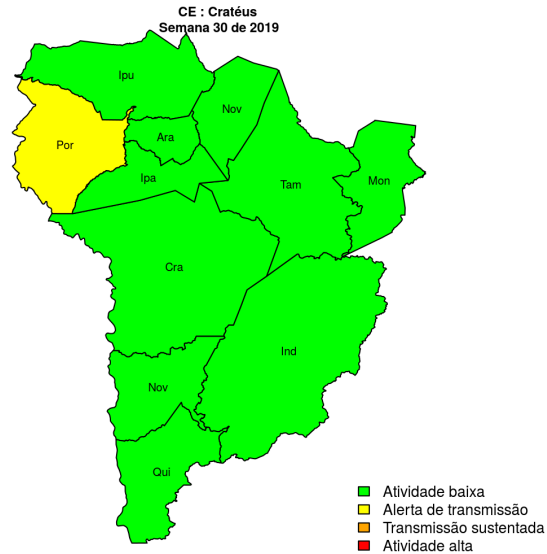 CE : Cratéus
Semana 30 de 2019
Ipu
Nov
Por
Ara
Ipa
Tam
Mon
Cra
Ind
Nov
Qui
Atividade baixa
Alerta de transmissão
Transmissão sustentada
Atividade alta